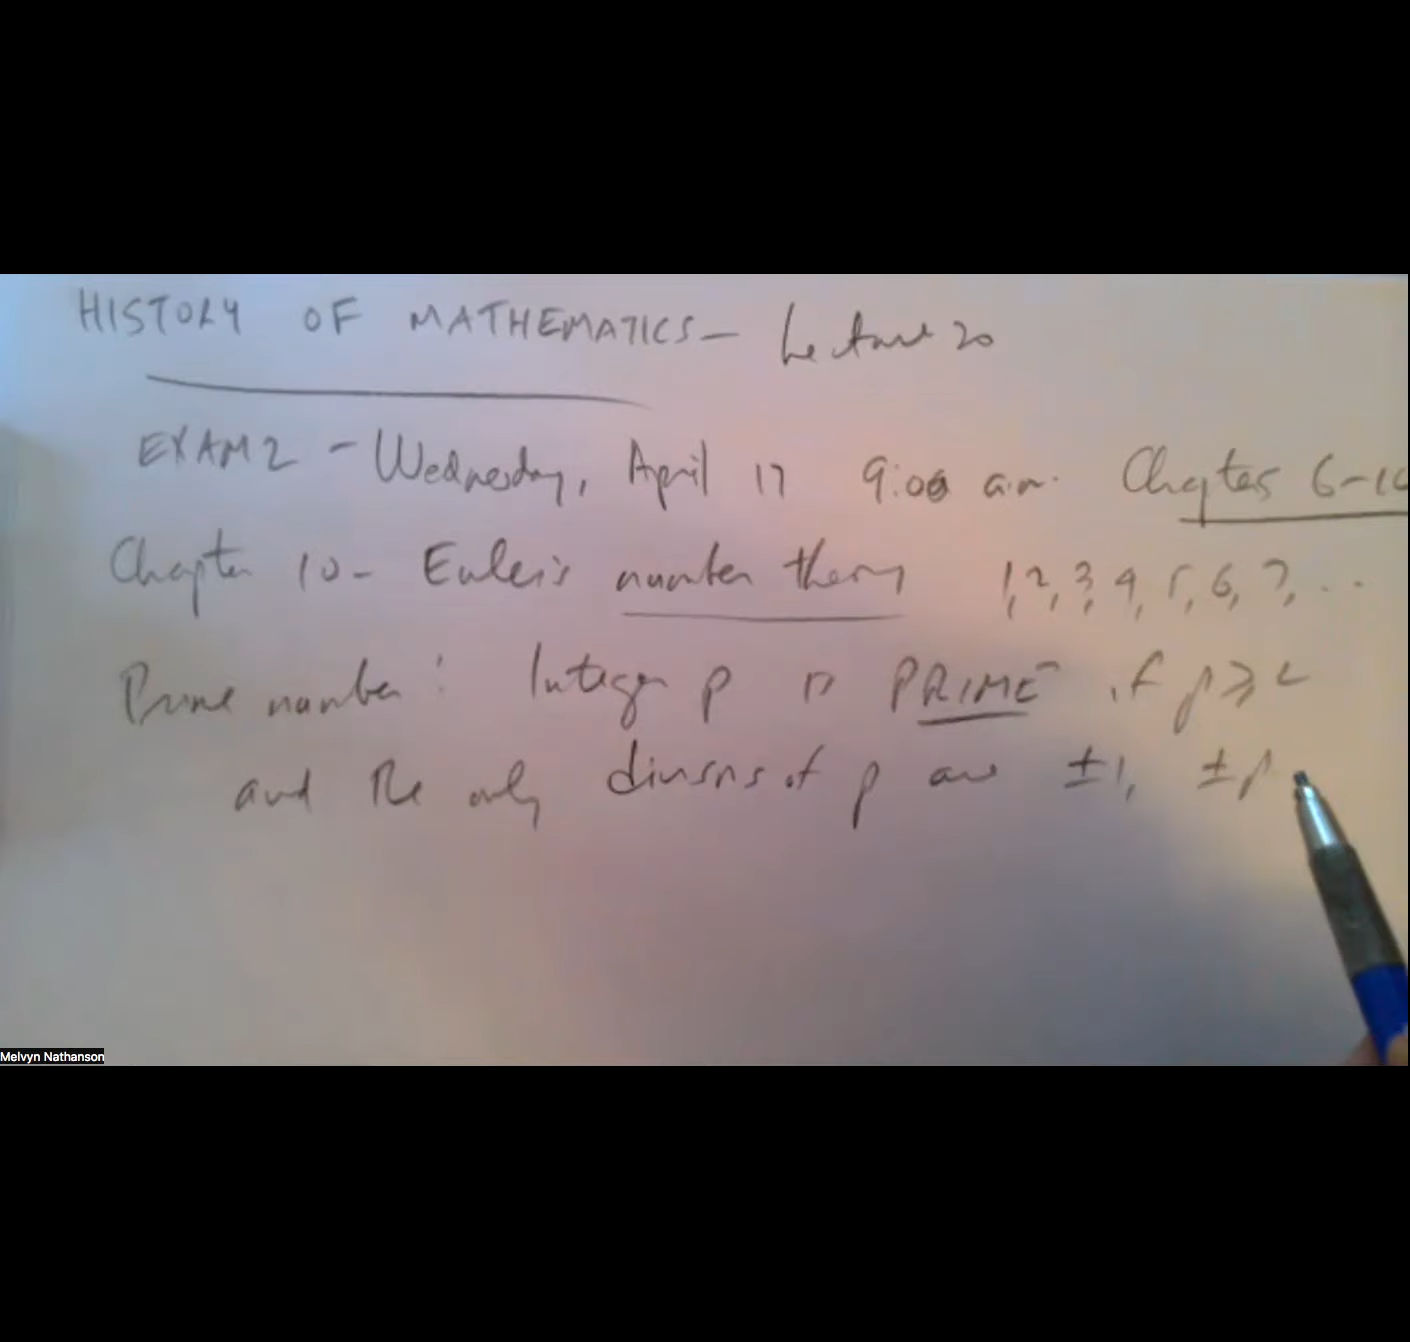 HISTORY OF MATHEMATICS – Lecture 20
EXAM 2 – Wednesday, April 17 9:00 a.m. Chapters 6–10
Chapter 10 – Euler's number theory 1, 2, 3, 4, 5, 6, 7, ...
Prime number: Integer p is PRIME if p ≥ 2
and the only divisors of p are ±1, ±p
Melvyn Nathanson